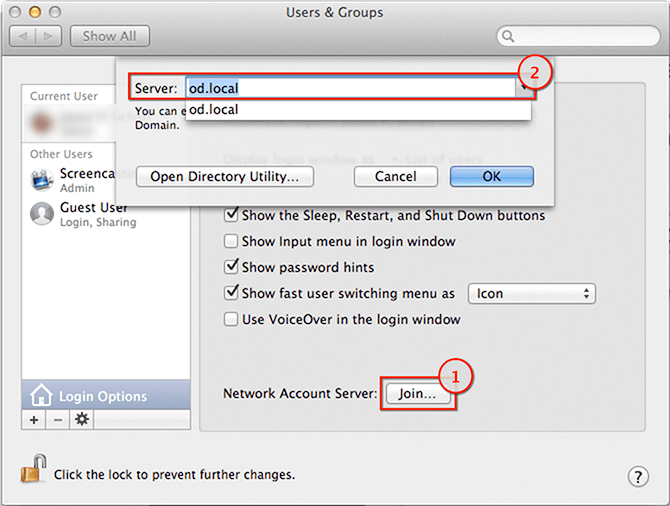 Users & Groups
Show All
2
Server: od.local
od.local
You can e
Domain.
Current User
Display login window as: List of users
Other Users
Open Directory Utility...
Cancel
OK
Screencas
Admin
Guest User
Login, Sharing
Show the Sleep, Restart, and Shut Down buttons
Show Input menu in login window
Show password hints
Show fast user switching menu as
Icon
Use VoiceOver in the login window
1
Login Options
Network Account Server:
Join...
Click the lock to prevent further changes.
?